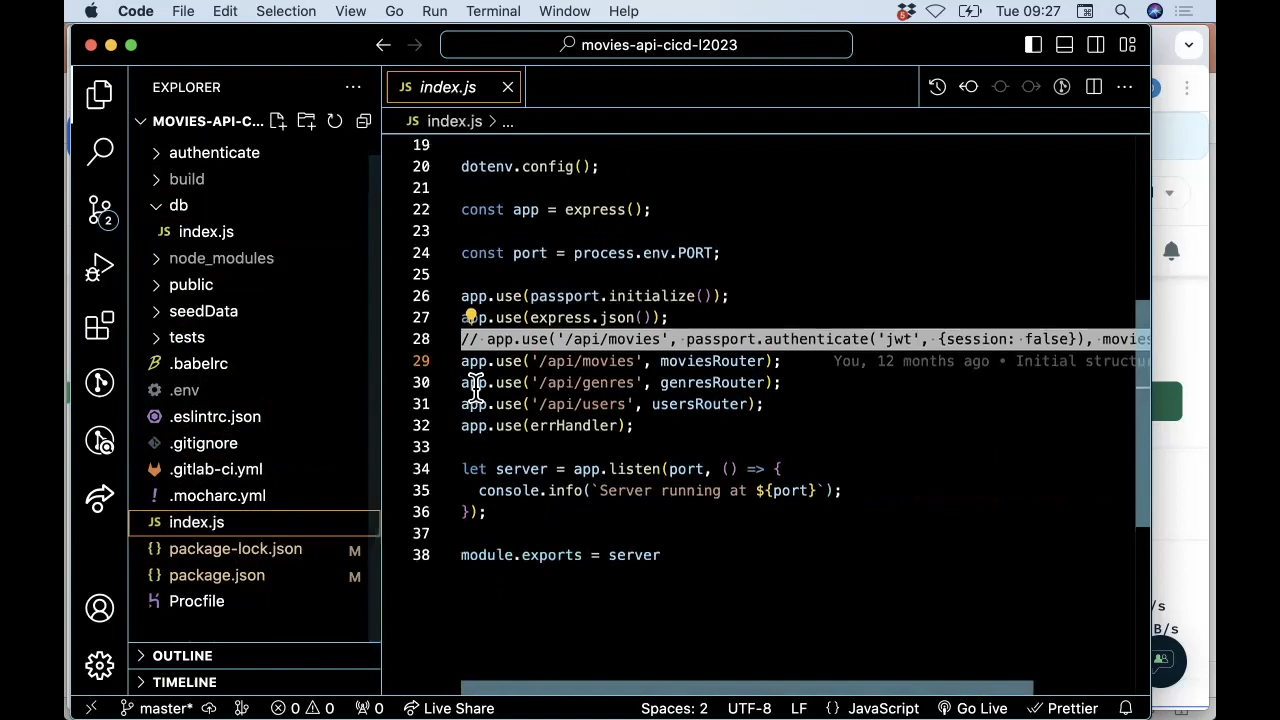 Code File Edit Selection View Go Run Terminal Window Help 5 Tue 09:27
movies-api-cicd-l2023
EXPLORER
MOVIES-API-C...
authenticate
build
db
JS index.js
node_modules
public
seedData
tests
.babelrc
.env
.eslintrc.json
.gitignore
.gitlab-ci.yml
! .mocharc.yml
JS index.js
{} package-lock.json M
{} package.json M
Procfile
OUTLINE
TIMELINE
2
JS index.js
JS index.js > ...
19
20 dotenv.config();
21
22 const app = express();
23
24 const port = process.env.PORT;
25
26 app.use(passport.initialize());
27 app.use(express.json());
28 // app.use('/api/movies', passport.authenticate('jwt', {session: false}), movies
29 app.use('/api/movies', moviesRouter); You, 12 months ago • Initial structu
30 app.use('/api/genres', genresRouter);
31 app.use('/api/users', usersRouter);
32 app.use(errHandler);
33
34 let server = app.listen(port, () => {
35 console.info(`Server running at ${port}`);
36 });
37
38 module.exports = server
/s
B/s
master* 0 0 0 Live Share Spaces: 2 UTF-8 LF {} JavaScript Go Live Prettier